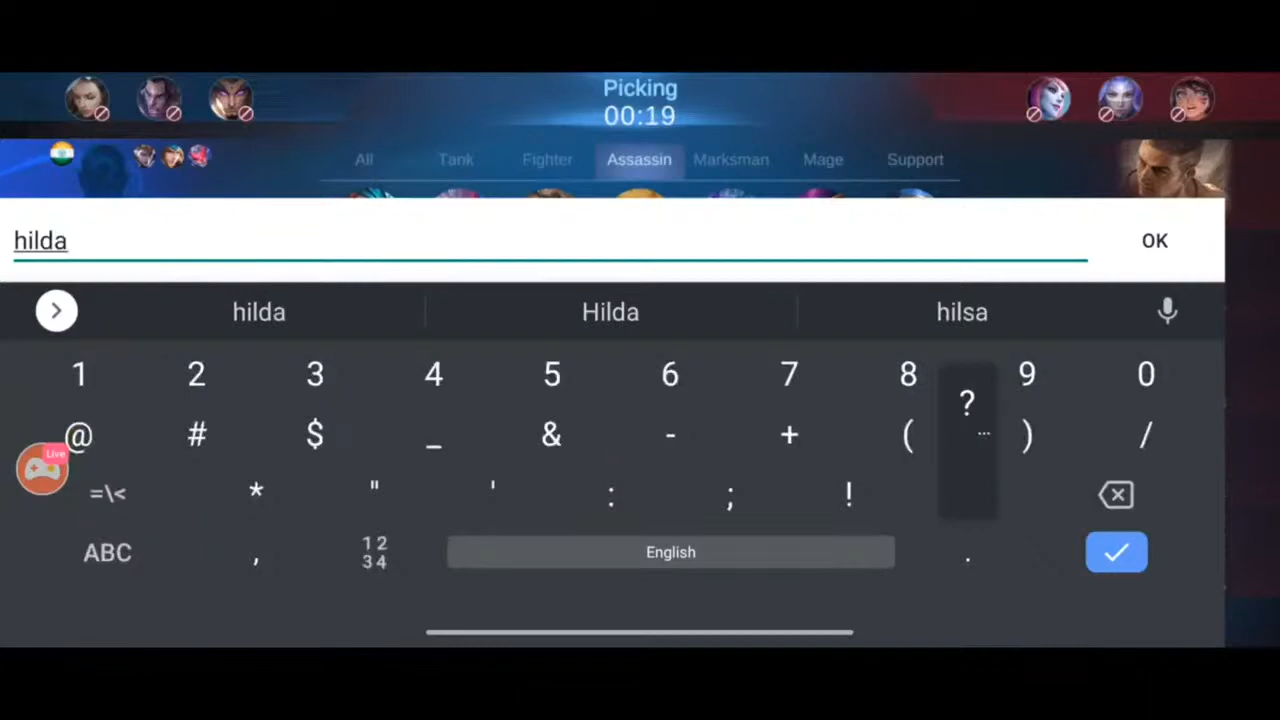 Picking
00:19
All Tank Fighter Assassin Marksman Mage Support
hilda OK
hilda Hilda hilsa
1 2 3 4 5 6 7 8 9 0
@ # $ _ & - + ( ? ... ) /
Live
=\< * " ' : ; !
ABC , 12 34 English .